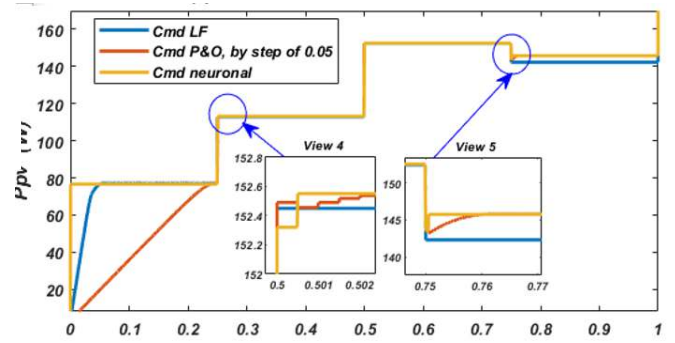 160
140
120
100
80
60
40
20
Ppv (W)
Cmd LF
Cmd P&O, by step of 0.05
Cmd neuronal
View 4
152.8
152.6
152.4
152.2
152
0.5 0.501 0.502
View 5
150
145
140
0.75 0.76 0.77
0 0.1 0.2 0.3 0.4 0.5 0.6 0.7 0.8 0.9 1